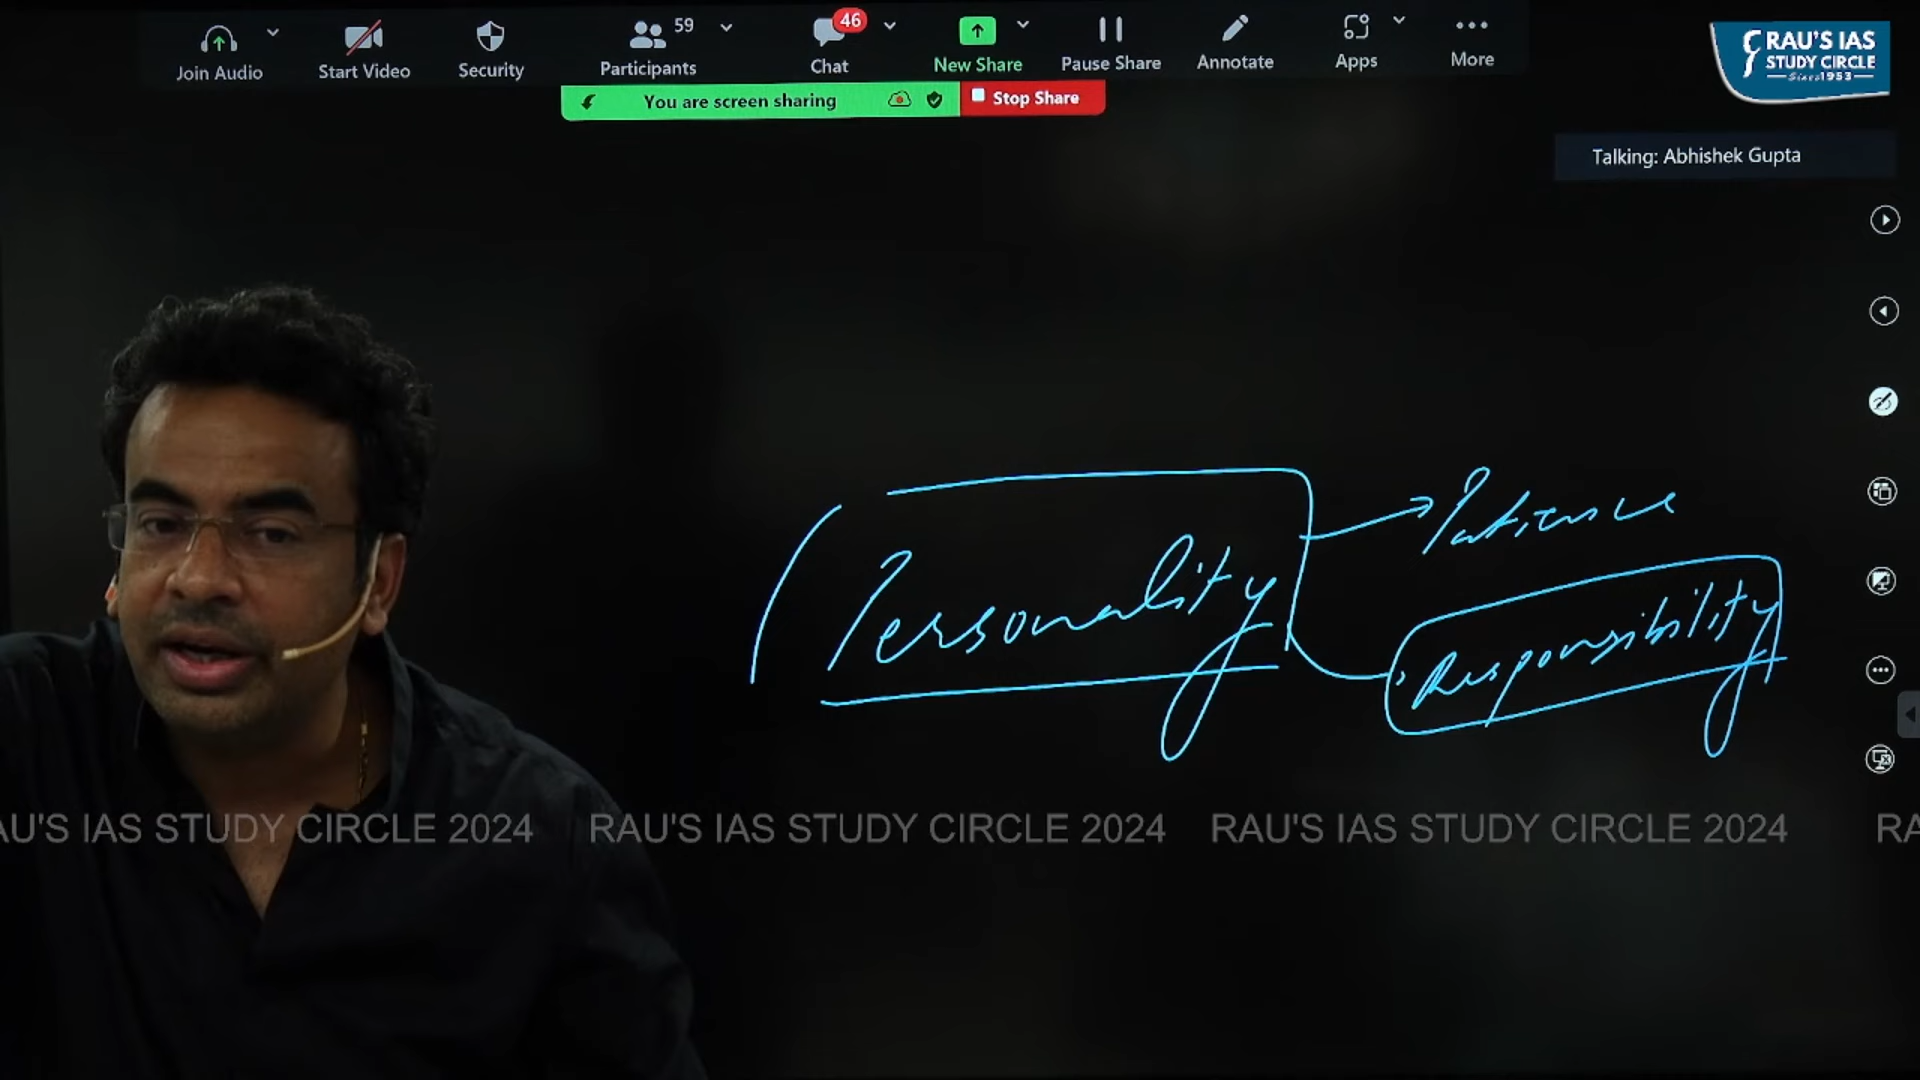 59
46
Join Audio
Start Video
Security
Participants
Chat
New Share
Pause Share
Annotate
Apps
More
You are screen sharing
Stop Share
RAU'S IAS
STUDY CIRCLE
Since 1953
Talking: Abhishek Gupta
Patience
Personality
Responsibility
AU'S IAS STUDY CIRCLE 2024 RAU'S IAS STUDY CIRCLE 2024 RAU'S IAS STUDY CIRCLE 2024 RA